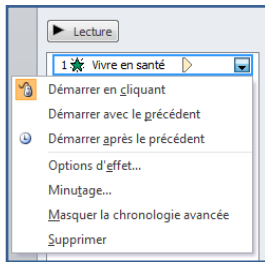 Lecture
1 Vivre en santé
Démarrer en cliquant
Démarrer avec le précédent
Démarrer après le précédent
Options d'effet...
Minutage...
Masquer la chronologie avancée
Supprimer